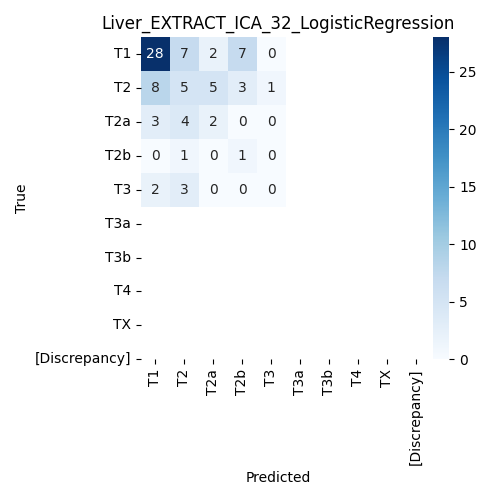 Liver_EXTRACT_ICA_32_LogisticRegression
T1 28 7 2 7 0
T2 8 5 5 3 1
T2a 3 4 2 0 0
T2b 0 1 0 1 0
T3 2 3 0 0 0
T3a
T3b
T4
TX
[Discrepancy]
True
T1 T2 T2a T2b T3 T3a T3b T4 TX [Discrepancy]
Predicted
25
20
15
10
5
0